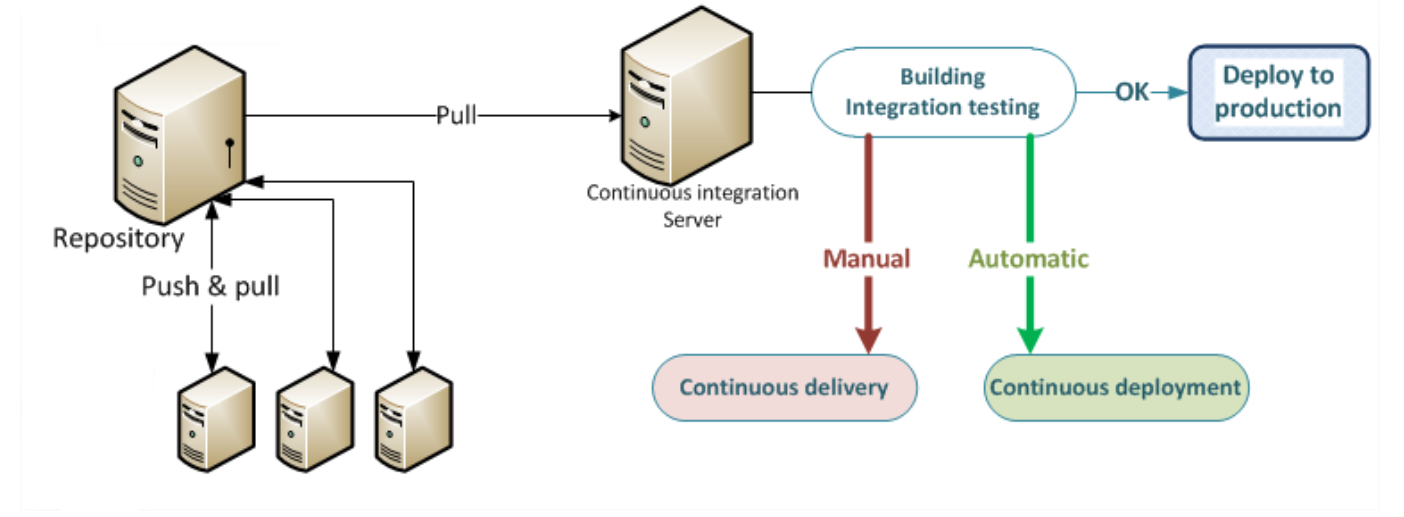 Repository
Push & pull
Pull
Continuous integration
Server
Building
Integration testing
OK
Deploy to
production
Manual
Automatic
Continuous delivery
Continuous deployment